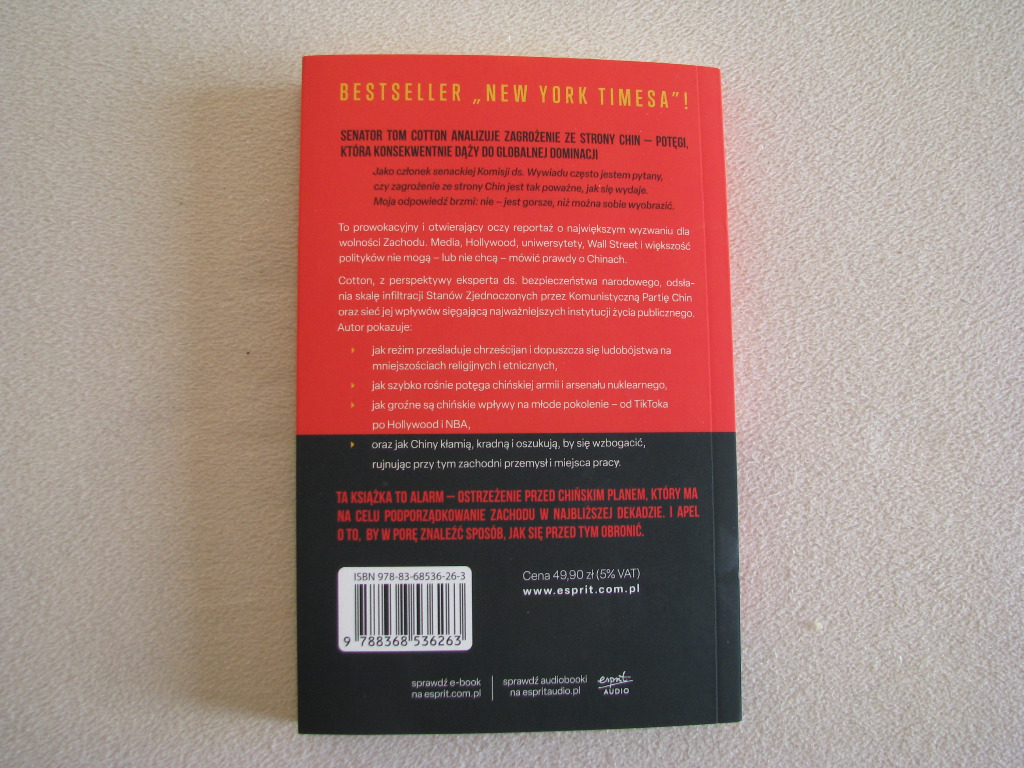 BESTSELLER „NEW YORK TIMESA”!
SENATOR TOM COTTON ANALIZUJE ZAGROŻENIE ZE STRONY CHIN – POTĘGI,
KTÓRA KONSEKWENTNIE DĄŻY DO GLOBALNEJ DOMINACJI
Jako członek senackiej Komisji ds. Wywiadu często jestem pytany,
czy zagrożenie ze strony Chin jest tak poważne, jak się wydaje.
Moja odpowiedź brzmi: nie – jest gorsze, niż można sobie wyobrazić.
To prowokacyjny i otwierający oczy reportaż o największym wyzwaniu dla
wolności Zachodu. Media, Hollywood, uniwersytety, Wall Street i większość
polityków nie mogą – lub nie chcą – mówić prawdy o Chinach.
Cotton, z perspektywy eksperta ds. bezpieczeństwa narodowego, odsła-
nia skalę infiltracji Stanów Zjednoczonych przez Komunistyczną Partię Chin
oraz sieć jej wpływów sięgającą najważniejszych instytucji życia publicznego.
Autor pokazuje:
jak reżim prześladuje chrześcijan i dopuszcza się ludobójstwa na
mniejszościach religijnych i etnicznych,
jak szybko rośnie potęga chińskiej armii i arsenału nuklearnego,
jak groźne są chińskie wpływy na młode pokolenie – od TikToka
po Hollywood i NBA,
oraz jak Chiny kłamią, kradną i oszukują, by się wzbogacić,
rujnując przy tym zachodni przemysł i miejsca pracy.
TA KSIĄŻKA TO ALARM – OSTRZEŻENIE PRZED CHIŃSKIM PLANEM, KTÓRY MA
NA CELU PODPORZĄDKOWANIE ZACHODU W NAJBLIŻSZEJ DEKADZIE. I APEL
O TO, BY W PORĘ ZNALEŹĆ SPOSÓB, JAK SIĘ PRZED TYM OBRONIĆ.
ISBN 978-83-68536-26-3
9 788368 536263
Cena 49,90 zł (5% VAT)
www.esprit.com.pl
sprawdź e-book
na esprit.com.pl
sprawdź audiobooki
na espritaudio.pl
esprit
AUDIO